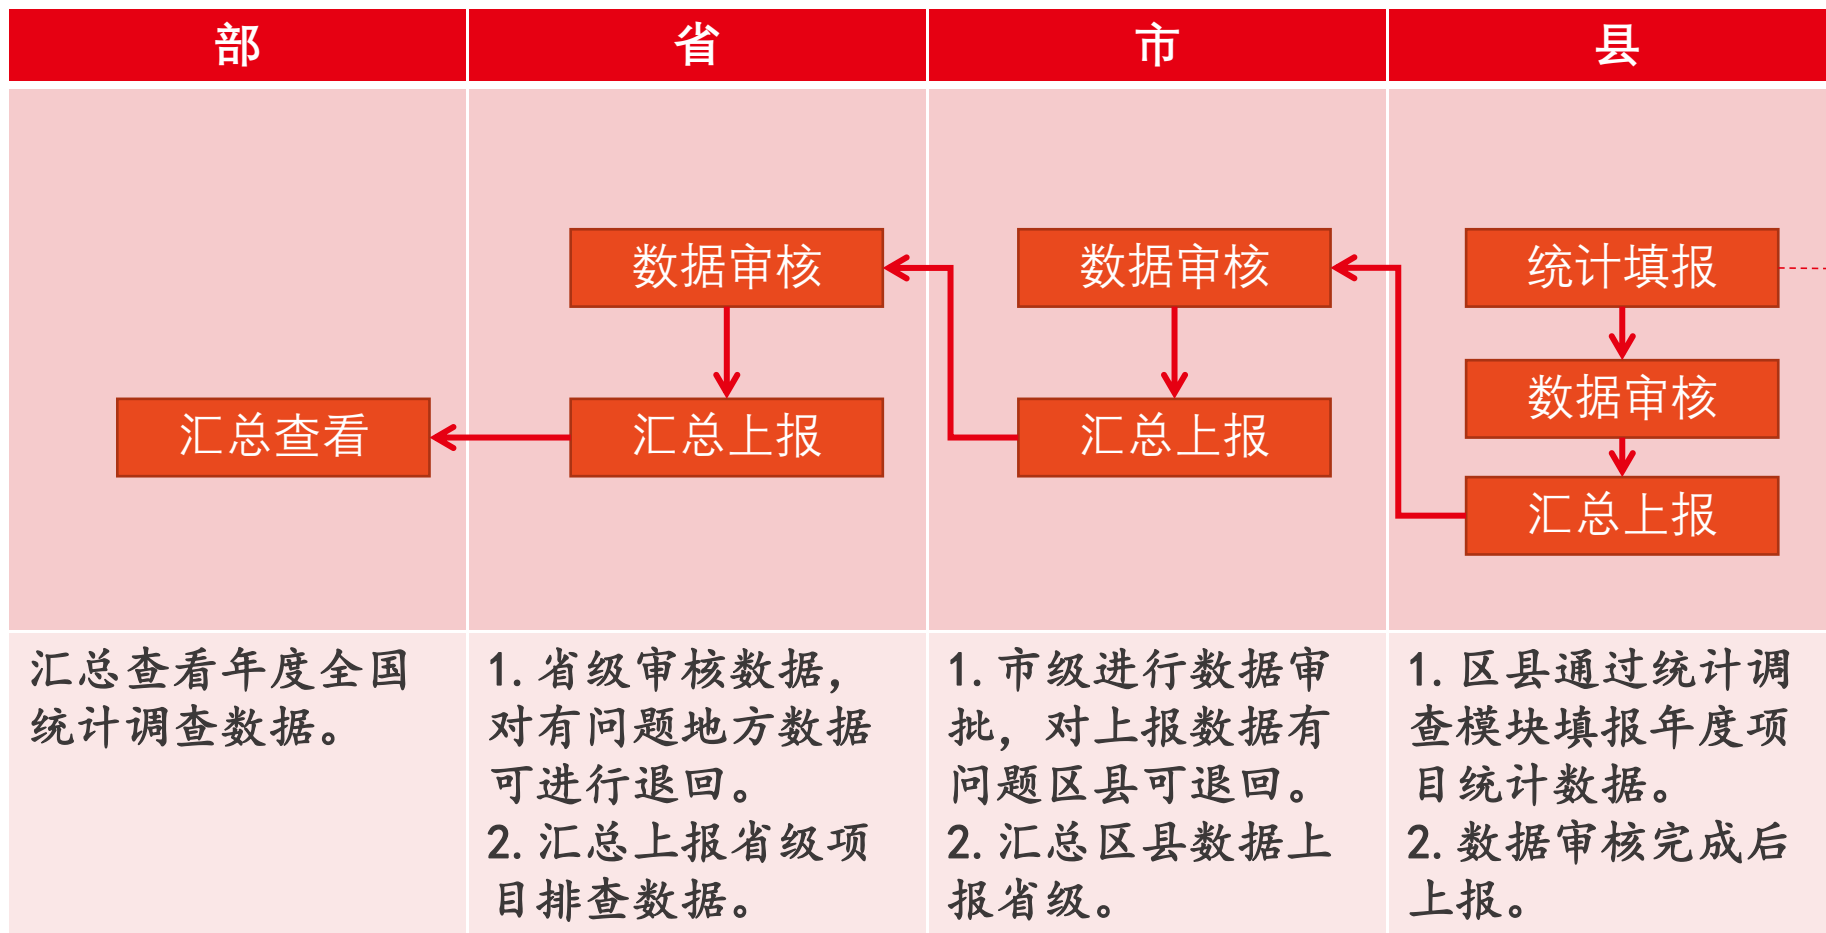 部
省
市
县
数据审核
数据审核
统计填报
数据审核
汇总查看
汇总上报
汇总上报
汇总上报
汇总查看年度全国
统计调查数据。
1.省级审核数据，
对有问题地方数据
可进行退回。
2.汇总上报省级项
目排查数据。
1.市级进行数据审
批，对上报数据有
问题区县可退回。
2.汇总区县数据上
报省级。
1.区县通过统计调
查模块填报年度项
目统计数据。
2.数据审核完成后
上报。